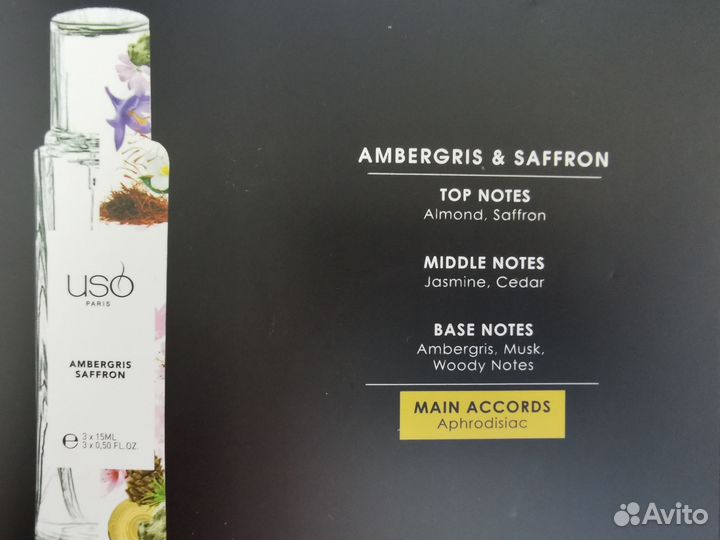 USO
PARIS
AMBERGRIS
SAFFRON
e 3 x 15ML
3 x 0,50 FL.OZ.
AMBERGRIS & SAFFRON
TOP NOTES
Almond, Saffron
MIDDLE NOTES
Jasmine, Cedar
BASE NOTES
Ambergris, Musk,
Woody Notes
MAIN ACCORDS
Aphrodisiac
Avito